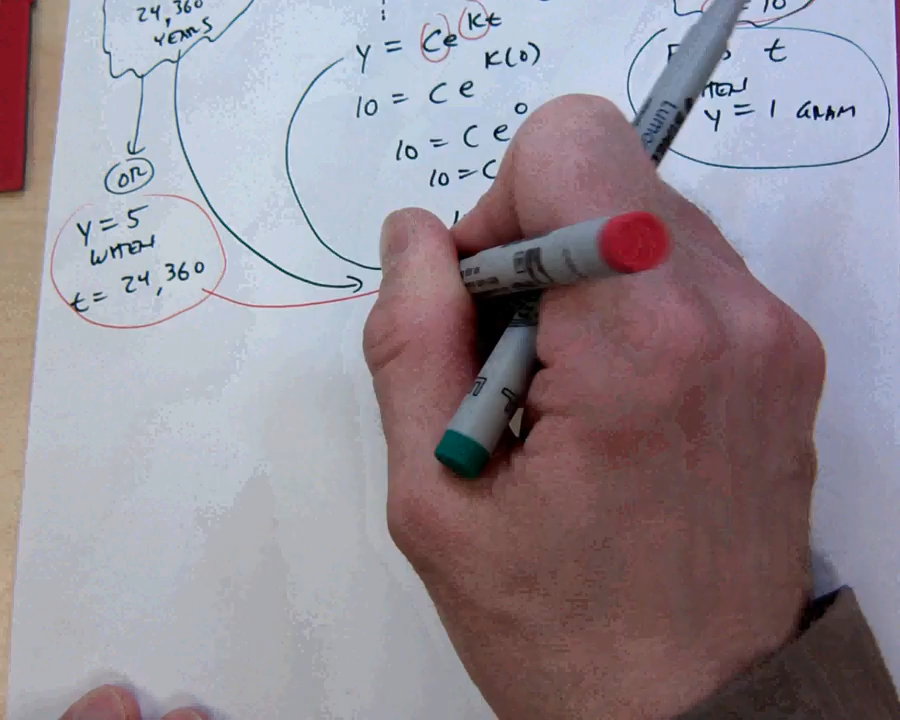 24,360
YEARS
y = Ce^Kt
10 = Ce^K(0)
10 = Ce^0
10 = C
OR
y = 5
WHEN
t = 24,360
= 10
t
y = 1 GRAM